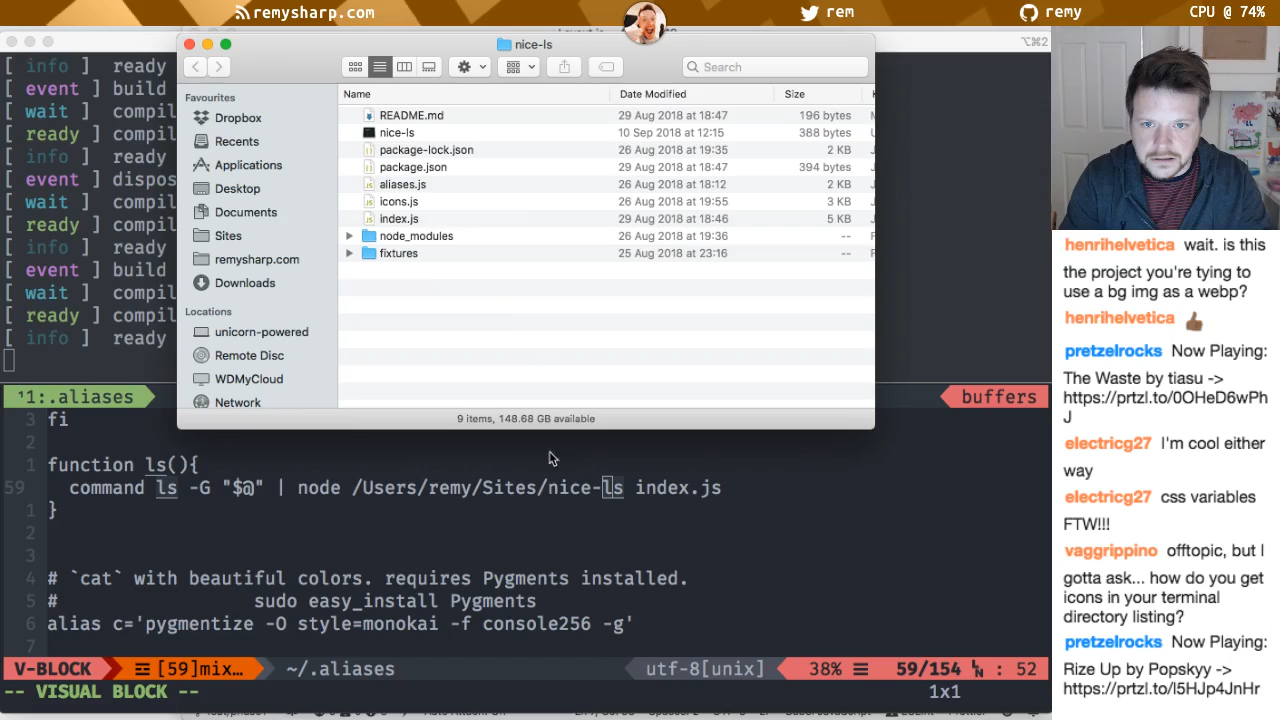 remysharp.com
rem
remy
CPU @ 74%
nice-ls
⌥⌘2
Search
Favourites
Dropbox
Recents
Applications
Desktop
Documents
Sites
remysharp.com
Downloads
Locations
unicorn-powered
Remote Disc
WDMyCloud
Network
Name Date Modified Size
README.md 29 Aug 2018 at 18:47 196 bytes
nice-ls 10 Sep 2018 at 12:15 388 bytes
package-lock.json 26 Aug 2018 at 19:35 2 KB
package.json 29 Aug 2018 at 18:47 394 bytes
aliases.js 26 Aug 2018 at 18:12 2 KB
icons.js 26 Aug 2018 at 19:55 3 KB
index.js 29 Aug 2018 at 18:46 5 KB
node_modules 26 Aug 2018 at 19:36 --
fixtures 25 Aug 2018 at 23:16 --
9 items, 148.68 GB available
[ info ] ready
[ event ] build
[ wait ] compil
[ ready ] compil
[ info ] ready
[ event ] dispos
[ wait ] compil
[ ready ] compil
[ info ] ready
[ event ] build
[ wait ] compil
[ ready ] compil
[ info ] ready
¹1:.aliases
buffers
3 fi
2
1 function ls(){
59 command ls -G "$@" | node /Users/remy/Sites/nice-ls index.js
1 }
2
3
4 # `cat` with beautiful colors. requires Pygments installed.
5 # sudo easy_install Pygments
6 alias c='pygmentize -O style=monokai -f console256 -g'
7
V-BLOCK ☲ [59]mix… ~/.aliases utf-8[unix] 38% ☰ 59/154 : 52
-- VISUAL BLOCK -- 1x1
henrihelvetica wait. is this
the project you're tying to
use a bg img as a webp?
henrihelvetica 👍🏾
pretzelrocks Now Playing:
The Waste by tiasu ->
https://prtzl.to/0OHeD6wPh
J
electricg27 I'm cool either
way
electricg27 css variables
FTW!!!
vaggrippino offtopic, but I
gotta ask... how do you get
icons in your terminal
directory listing?
pretzelrocks Now Playing:
Rize Up by Popskyy ->
https://prtzl.to/l5HJp4JnHr